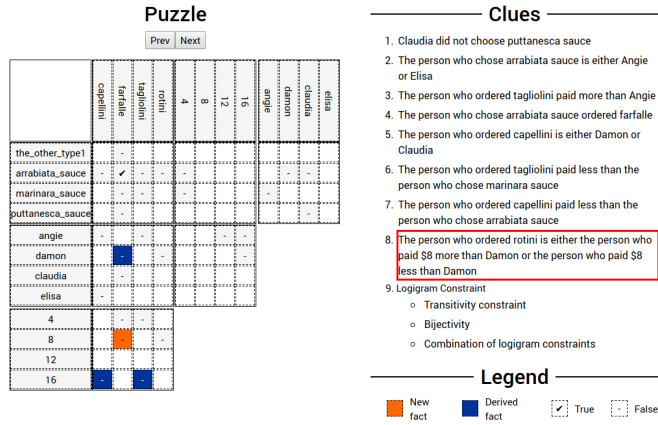 Puzzle
Prev Next
capellini farfalle tagliolini rotini 4 8 12 16 angie damon claudia elisa
the_other_type1 -
arrabiata_sauce - ✔ - - - - -
marinara_sauce - - - -
puttanesca_sauce - -
angie - - - -
damon - -
claudia -
elisa -
4 - -
8 - -
12
16 - -
Clues
1. Claudia did not choose puttanesca sauce
2. The person who chose arrabiata sauce is either Angie
or Elisa
3. The person who ordered tagliolini paid more than Angie
4. The person who chose arrabiata sauce ordered farfalle
5. The person who ordered capellini is either Damon or
Claudia
6. The person who ordered tagliolini paid less than the
person who chose marinara sauce
7. The person who ordered capellini paid less than the
person who chose arrabiata sauce
8. The person who ordered rotini is either the person who
paid $8 more than Damon or the person who paid $8
less than Damon
9. Logigram Constraint
Transitivity constraint
Bijectivity
Combination of logigram constraints
Legend
- New
fact
- Derived
fact
✔ True
- False